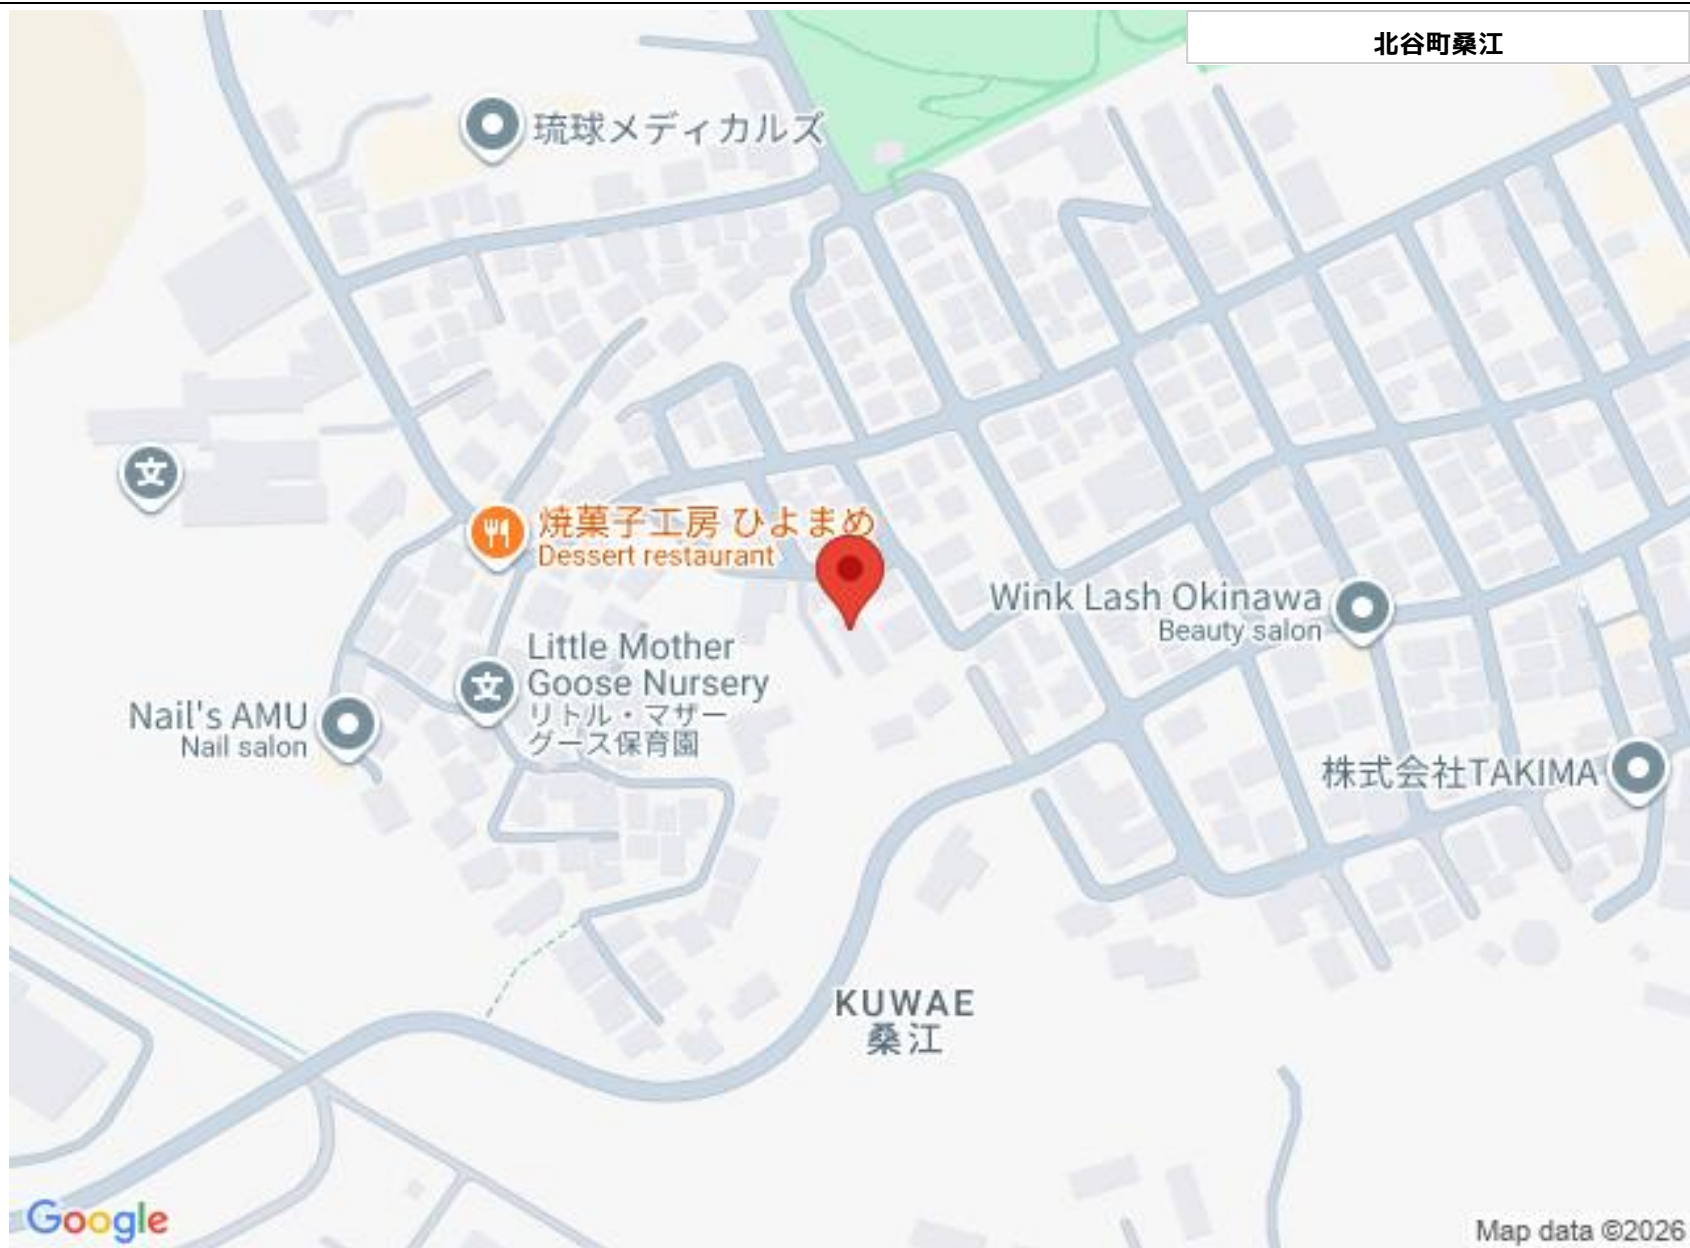 北谷町桑江
琉球メディカルズ
焼菓子工房 ひよまめ
Dessert restaurant
Wink Lash Okinawa
Beauty salon
Little Mother
Goose Nursery
リトル・マザー
グース保育園
Nail's AMU
Nail salon
株式会社TAKIMA
KUWAE
桑江
Google
Map data ©2026
文
文